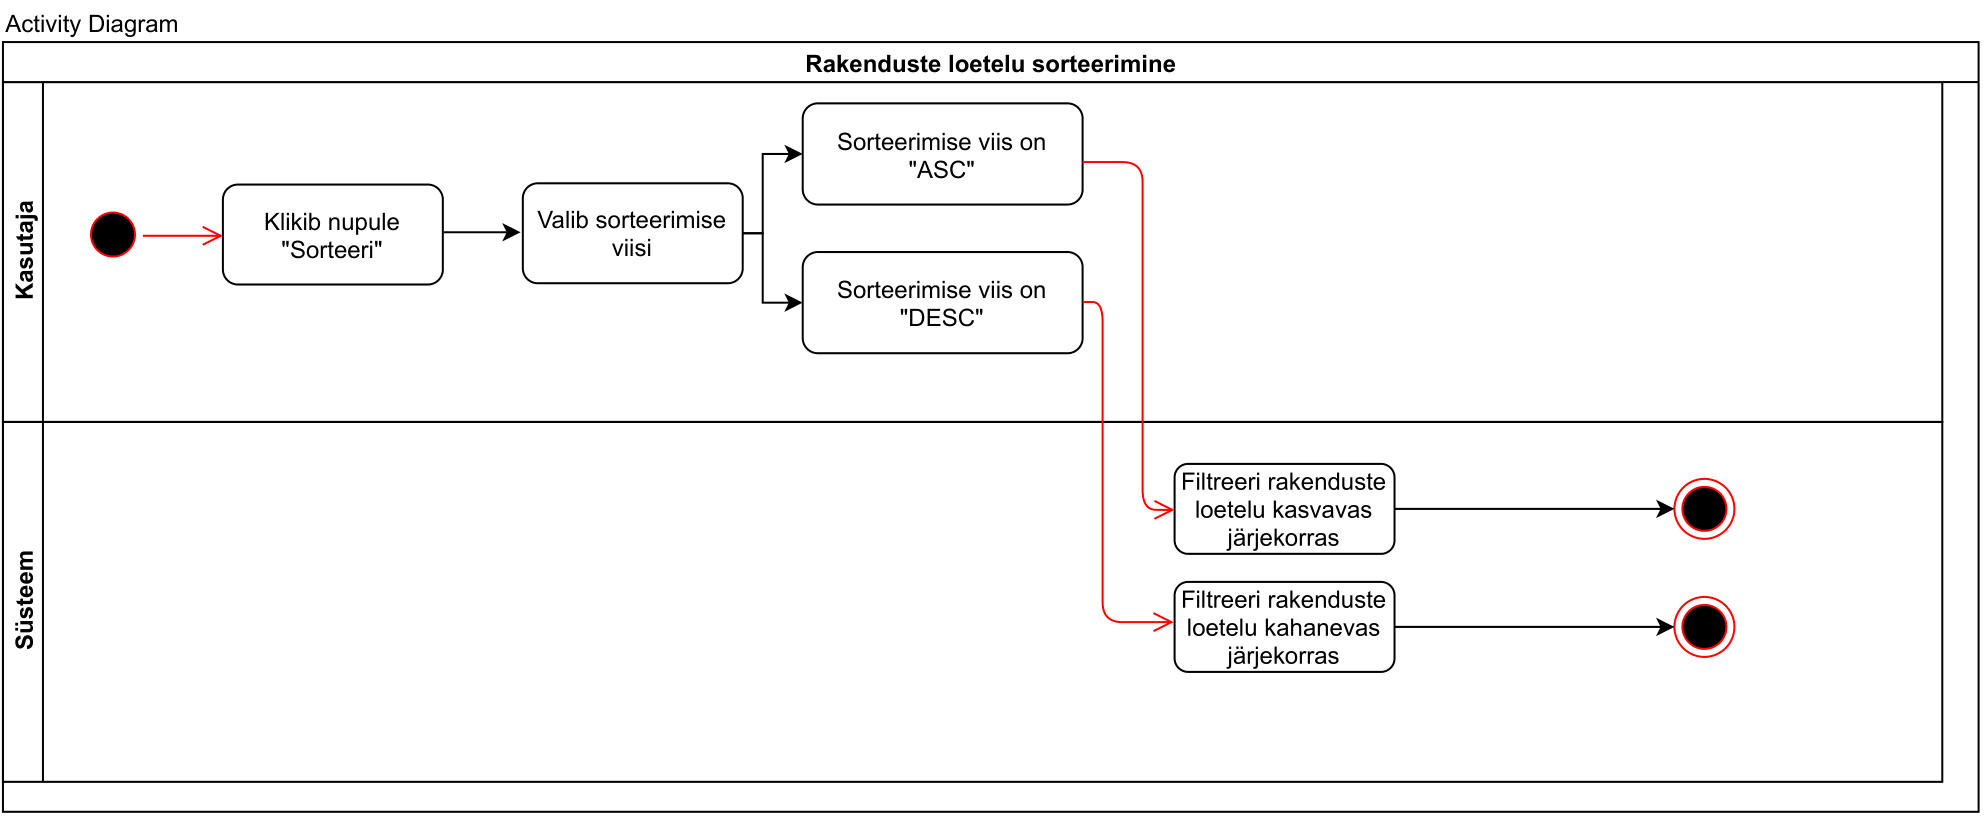 Activity Diagram
Rakenduste loetelu sorteerimine
Kasutaja
Klikib nupule
"Sorteeri"
Valib sorteerimise
viisi
Sorteerimise viis on
"ASC"
Sorteerimise viis on
"DESC"
Süsteem
Filtreeri rakenduste
loetelu kasvavas
järjekorras
Filtreeri rakenduste
loetelu kahanevas
järjekorras